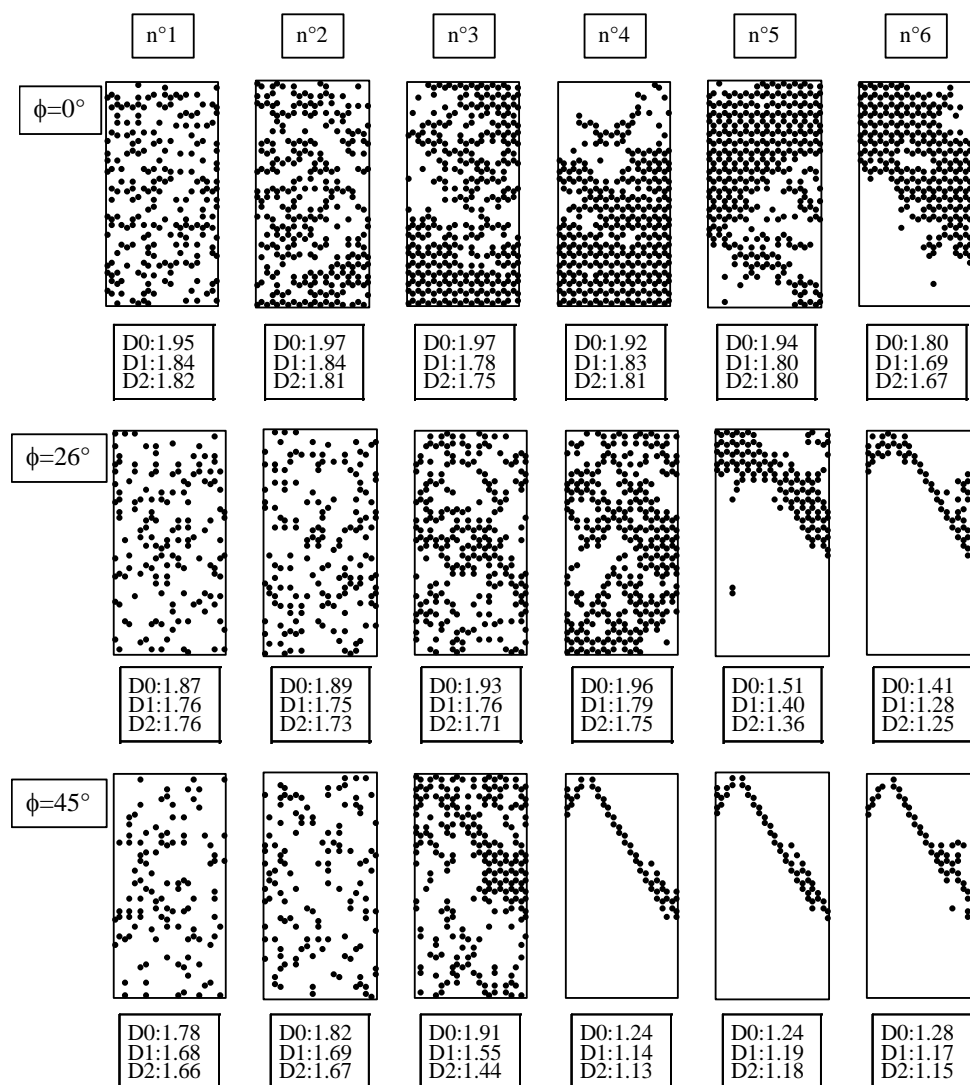 n°1 n°2 n°3 n°4 n°5 n°6
ϕ=0°
D0:1.95 D0:1.97 D0:1.97 D0:1.92 D0:1.94 D0:1.80
D1:1.84 D1:1.84 D1:1.78 D1:1.83 D1:1.80 D1:1.69
D2:1.82 D2:1.81 D2:1.75 D2:1.81 D2:1.80 D2:1.67
ϕ=26°
D0:1.87 D0:1.89 D0:1.93 D0:1.96 D0:1.51 D0:1.41
D1:1.76 D1:1.75 D1:1.76 D1:1.79 D1:1.40 D1:1.28
D2:1.76 D2:1.73 D2:1.71 D2:1.75 D2:1.36 D2:1.25
ϕ=45°
D0:1.78 D0:1.82 D0:1.91 D0:1.24 D0:1.24 D0:1.28
D1:1.68 D1:1.69 D1:1.55 D1:1.14 D1:1.19 D1:1.17
D2:1.66 D2:1.67 D2:1.44 D2:1.13 D2:1.18 D2:1.15